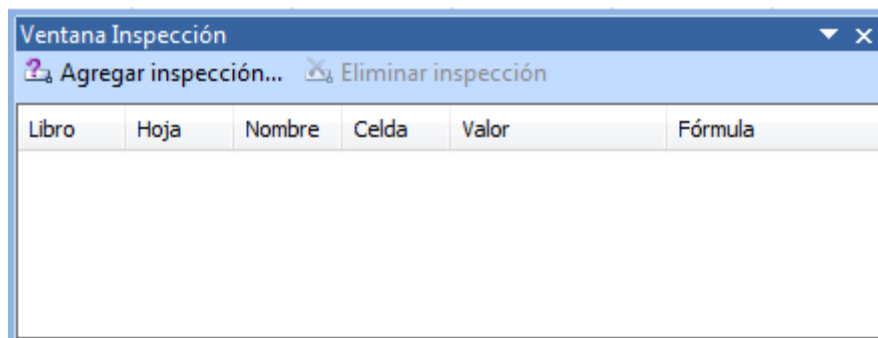 Ventana Inspección
Agregar inspección... Eliminar inspección
Libro Hoja Nombre Celda Valor Fórmula